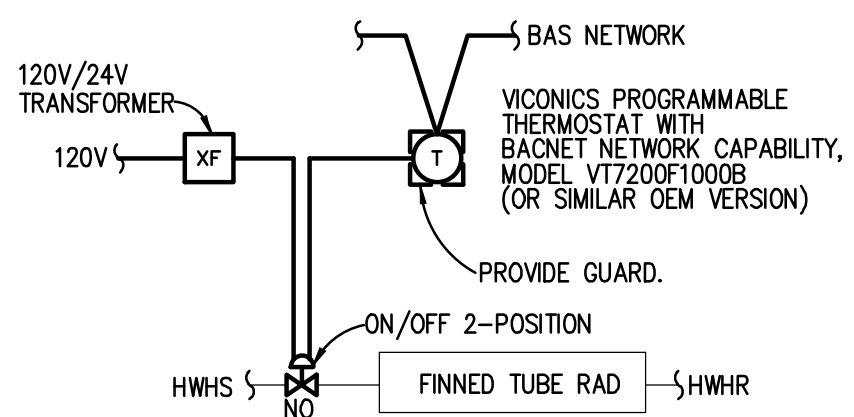 BAS NETWORK
120V/24V
TRANSFORMER
VICONICS PROGRAMMABLE
THERMOSTAT WITH
BACNET NETWORK CAPABILITY,
MODEL VT7200F1000B
(OR SIMILAR OEM VERSION)
120V
XF
T
PROVIDE GUARD.
ON/OFF 2-POSITION
HWHS
FINNED TUBE RAD
HWHR
NO